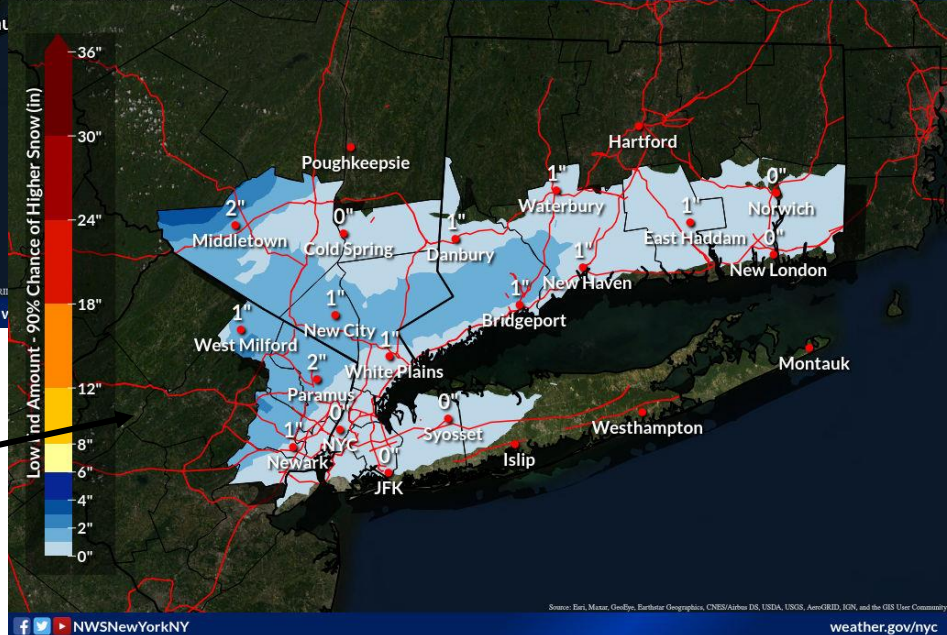 Low End Amount - 90% Chance of Higher Snow (in)
36"
30"
24"
18"
12"
8"
6"
4"
2"
0"
Hartford
Poughkeepsie
1"
Waterbury
0"
Norwich
2"
Middletown
0"
Cold Spring
1"
Danbury
1"
East Haddam
0"
New London
1"
New Haven
1"
West Milford
1"
New City
1"
Bridgeport
1"
White Plains
Montauk
2"
Paramus
0"
NYC
0"
Syosset
Westhampton
1"
Newark
Islip
0"
JFK
Source: Esri, Maxar, GeoEye, Earthstar Geographics, CNES/Airbus DS, USDA, USGS, AeroGRID, IGN, and the GIS User Community
NWSNewYorkNY
weather.gov/nyc